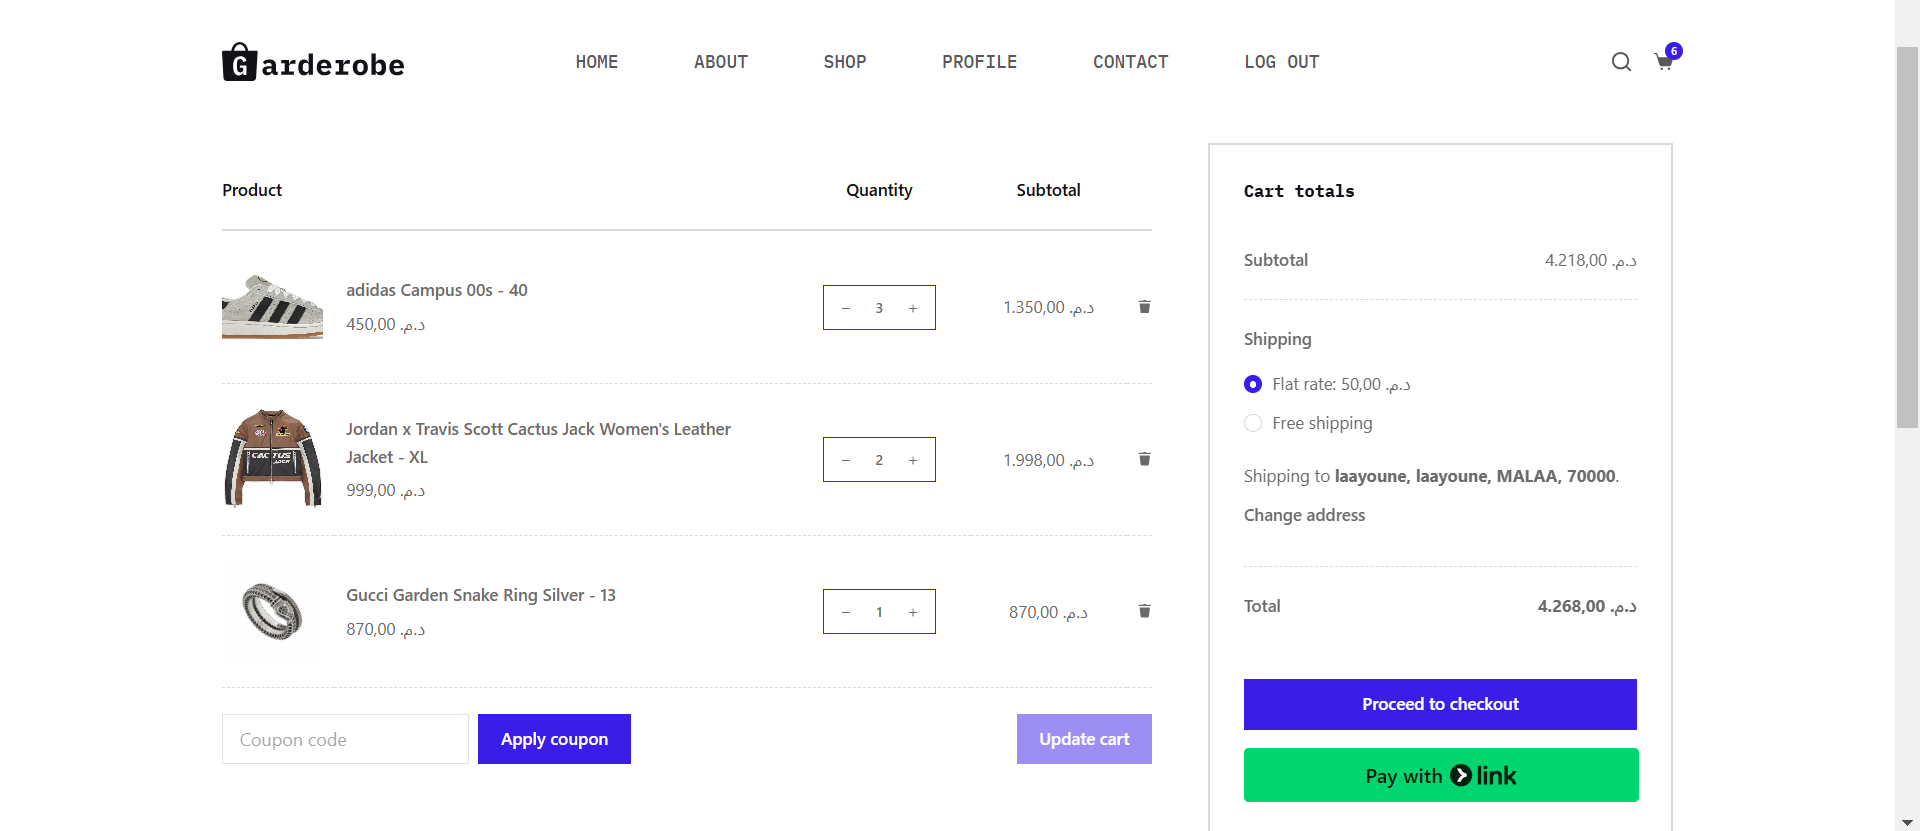 Garderobe
HOME ABOUT SHOP PROFILE CONTACT LOG OUT
6
Product Quantity Subtotal
adidas Campus 00s - 40
450,00 د.م.
− 3 +
1.350,00 د.م.
Jordan x Travis Scott Cactus Jack Women's Leather
Jacket - XL
999,00 د.م.
− 2 +
1.998,00 د.م.
CACTUS
JACK
Gucci Garden Snake Ring Silver - 13
870,00 د.م.
− 1 +
870,00 د.م.
Coupon code
Apply coupon
Update cart
Cart totals
Subtotal 4.218,00 د.م.
Shipping
Flat rate: 50,00 د.م.
Free shipping
Shipping to laayoune, laayoune, MALAA, 70000.
Change address
Total 4.268,00 د.م.
Proceed to checkout
Pay with link